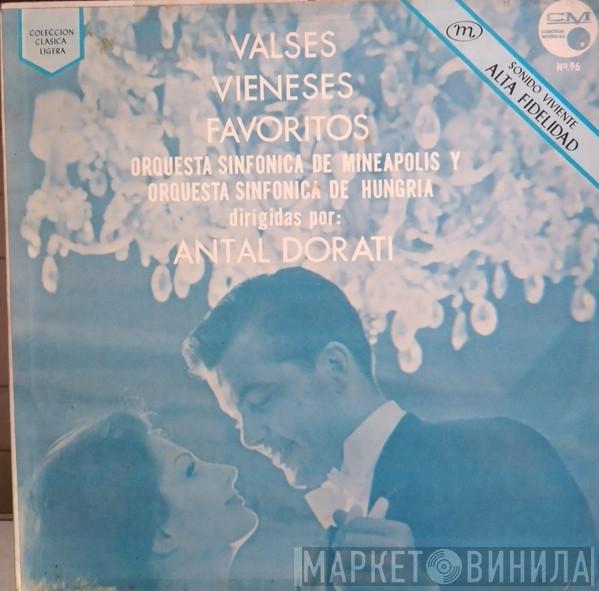 COLECCION
CLASICA
LIGERA
VALSES
VIENESES
FAVORITOS
ORQUESTA SINFONICA DE MINEAPOLIS Y
ORQUESTA SINFONICA DE HUNGRIA
dirigidas por:
ANTAL DORATI
m
SONIDO VIVIENTE
ALTA FIDELIDAD
CM
Nº.96
МАРКЕТ ВИНИЛА